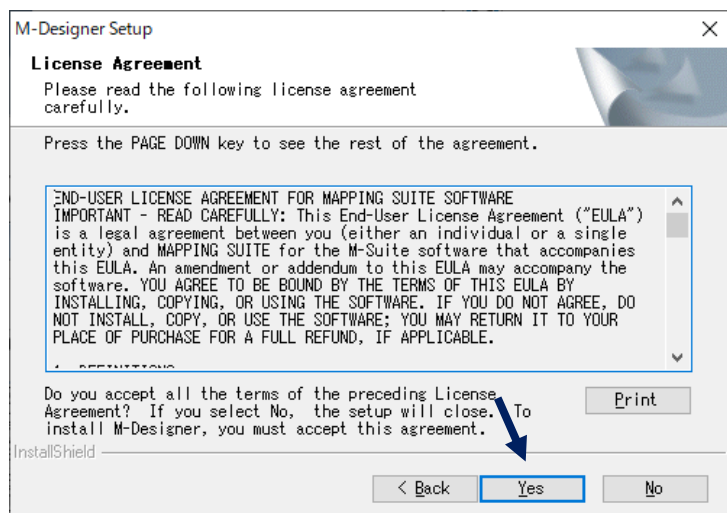 M-Designer Setup
License Agreement
Please read the following license agreement
carefully.
Press the PAGE DOWN key to see the rest of the agreement.
END-USER LICENSE AGREEMENT FOR MAPPING SUITE SOFTWARE
IMPORTANT - READ CAREFULLY: This End-User License Agreement ("EULA")
is a legal agreement between you (either an individual or a single
entity) and MAPPING SUITE for the M-Suite software that accompanies
this EULA. An amendment or addendum to this EULA may accompany the
software. YOU AGREE TO BE BOUND BY THE TERMS OF THIS EULA BY
INSTALLING, COPYING, OR USING THE SOFTWARE. IF YOU DO NOT AGREE, DO
NOT INSTALL, COPY, OR USE THE SOFTWARE; YOU MAY RETURN IT TO YOUR
PLACE OF PURCHASE FOR A FULL REFUND, IF APPLICABLE.
1. DEFINITIONS
Do you accept all the terms of the preceding License
Agreement? If you select No, the setup will close. To
install M-Designer, you must accept this agreement.
Print
InstallShield
< Back
Yes
No